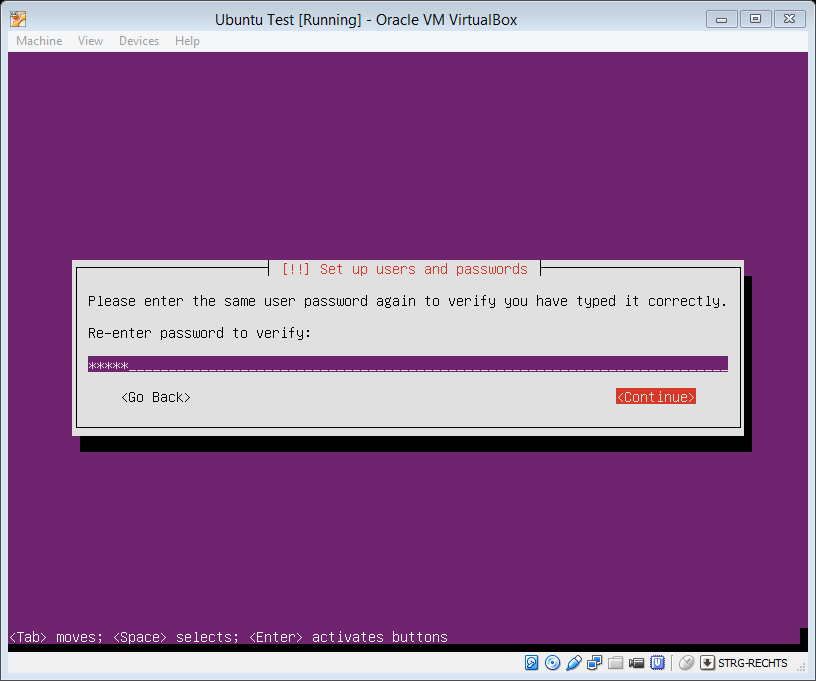 Ubuntu Test [Running] - Oracle VM VirtualBox
Machine View Devices Help
[!!] Set up users and passwords
Please enter the same user password again to verify you have typed it correctly.
Re-enter password to verify:
*****
<Go Back> <Continue>
<Tab> moves; <Space> selects; <Enter> activates buttons
STRG-RECHTS